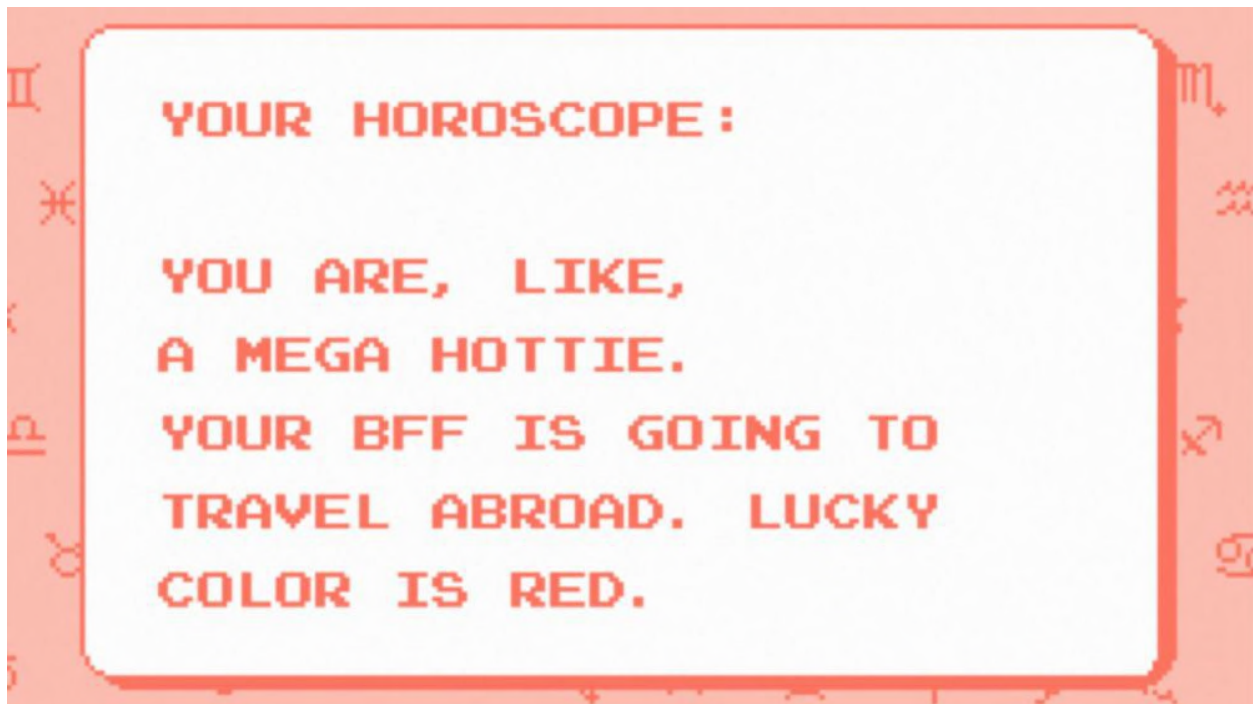 YOUR HOROSCOPE:
YOU ARE, LIKE,
A MEGA HOTTIE.
YOUR BFF IS GOING TO
TRAVEL ABROAD. LUCKY
COLOR IS RED.